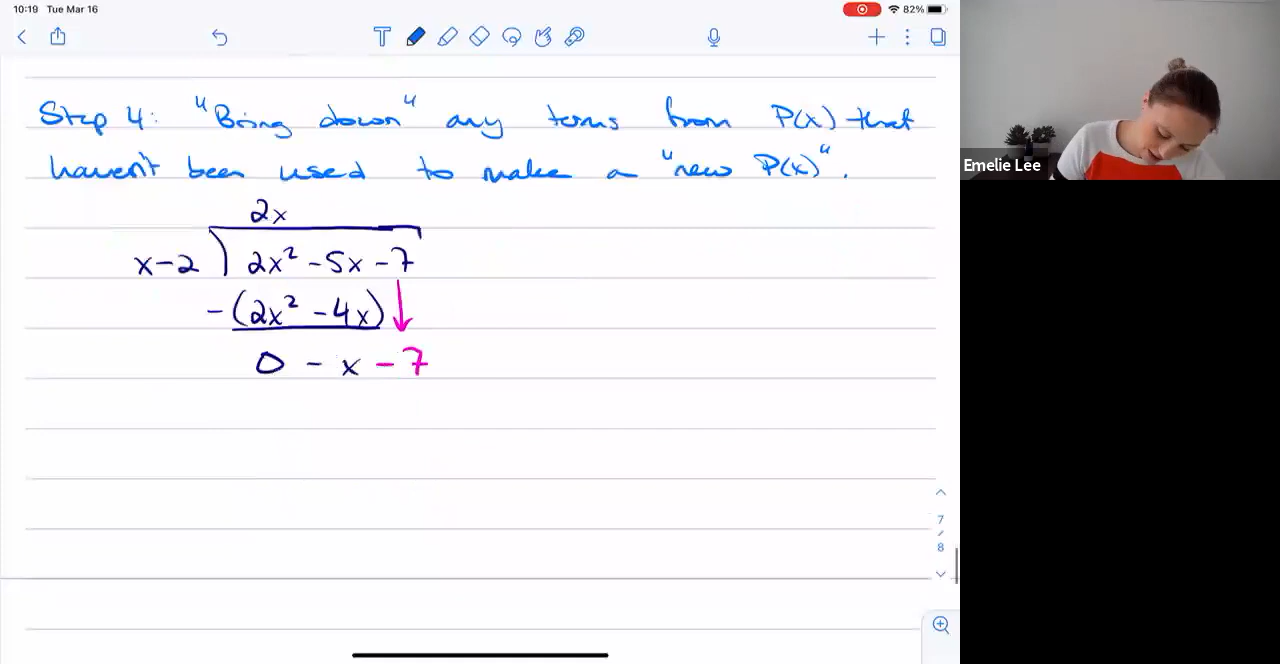 10:19 Tue Mar 16
82%
T
Step 4: "Bring down" any terms from P(x) that
haven't been used to make a "new P(x)".
2x
x-2 ) 2x² -5x -7
-(2x² -4x)
0 - x - 7
Emelie Lee
7
/
8